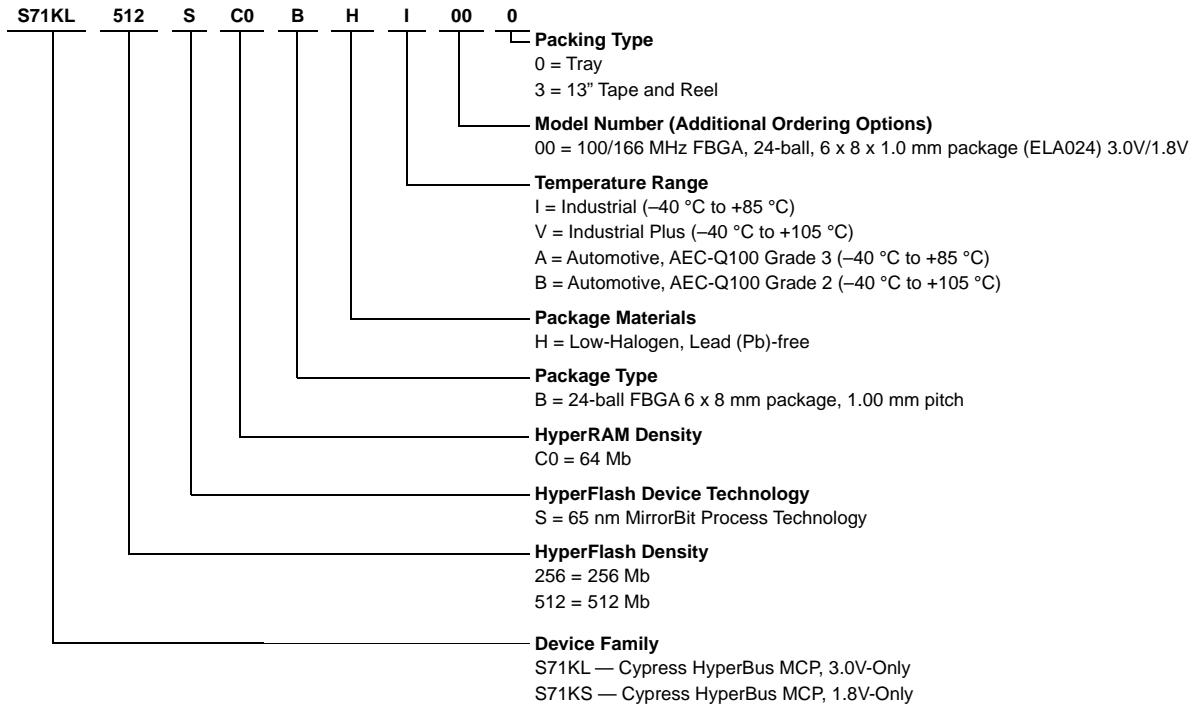 S71KL 512 S C0 B H I 00 0
Packing Type
0 = Tray
3 = 13” Tape and Reel
Model Number (Additional Ordering Options)
00 = 100/166 MHz FBGA, 24-ball, 6 x 8 x 1.0 mm package (ELA024) 3.0V/1.8V
Temperature Range
I = Industrial (–40 °C to +85 °C)
V = Industrial Plus (–40 °C to +105 °C)
A = Automotive, AEC-Q100 Grade 3 (–40 °C to +85 °C)
B = Automotive, AEC-Q100 Grade 2 (–40 °C to +105 °C)
Package Materials
H = Low-Halogen, Lead (Pb)-free
Package Type
B = 24-ball FBGA 6 x 8 mm package, 1.00 mm pitch
HyperRAM Density
C0 = 64 Mb
HyperFlash Device Technology
S = 65 nm MirrorBit Process Technology
HyperFlash Density
256 = 256 Mb
512 = 512 Mb
Device Family
S71KL — Cypress HyperBus MCP, 3.0V-Only
S71KS — Cypress HyperBus MCP, 1.8V-Only